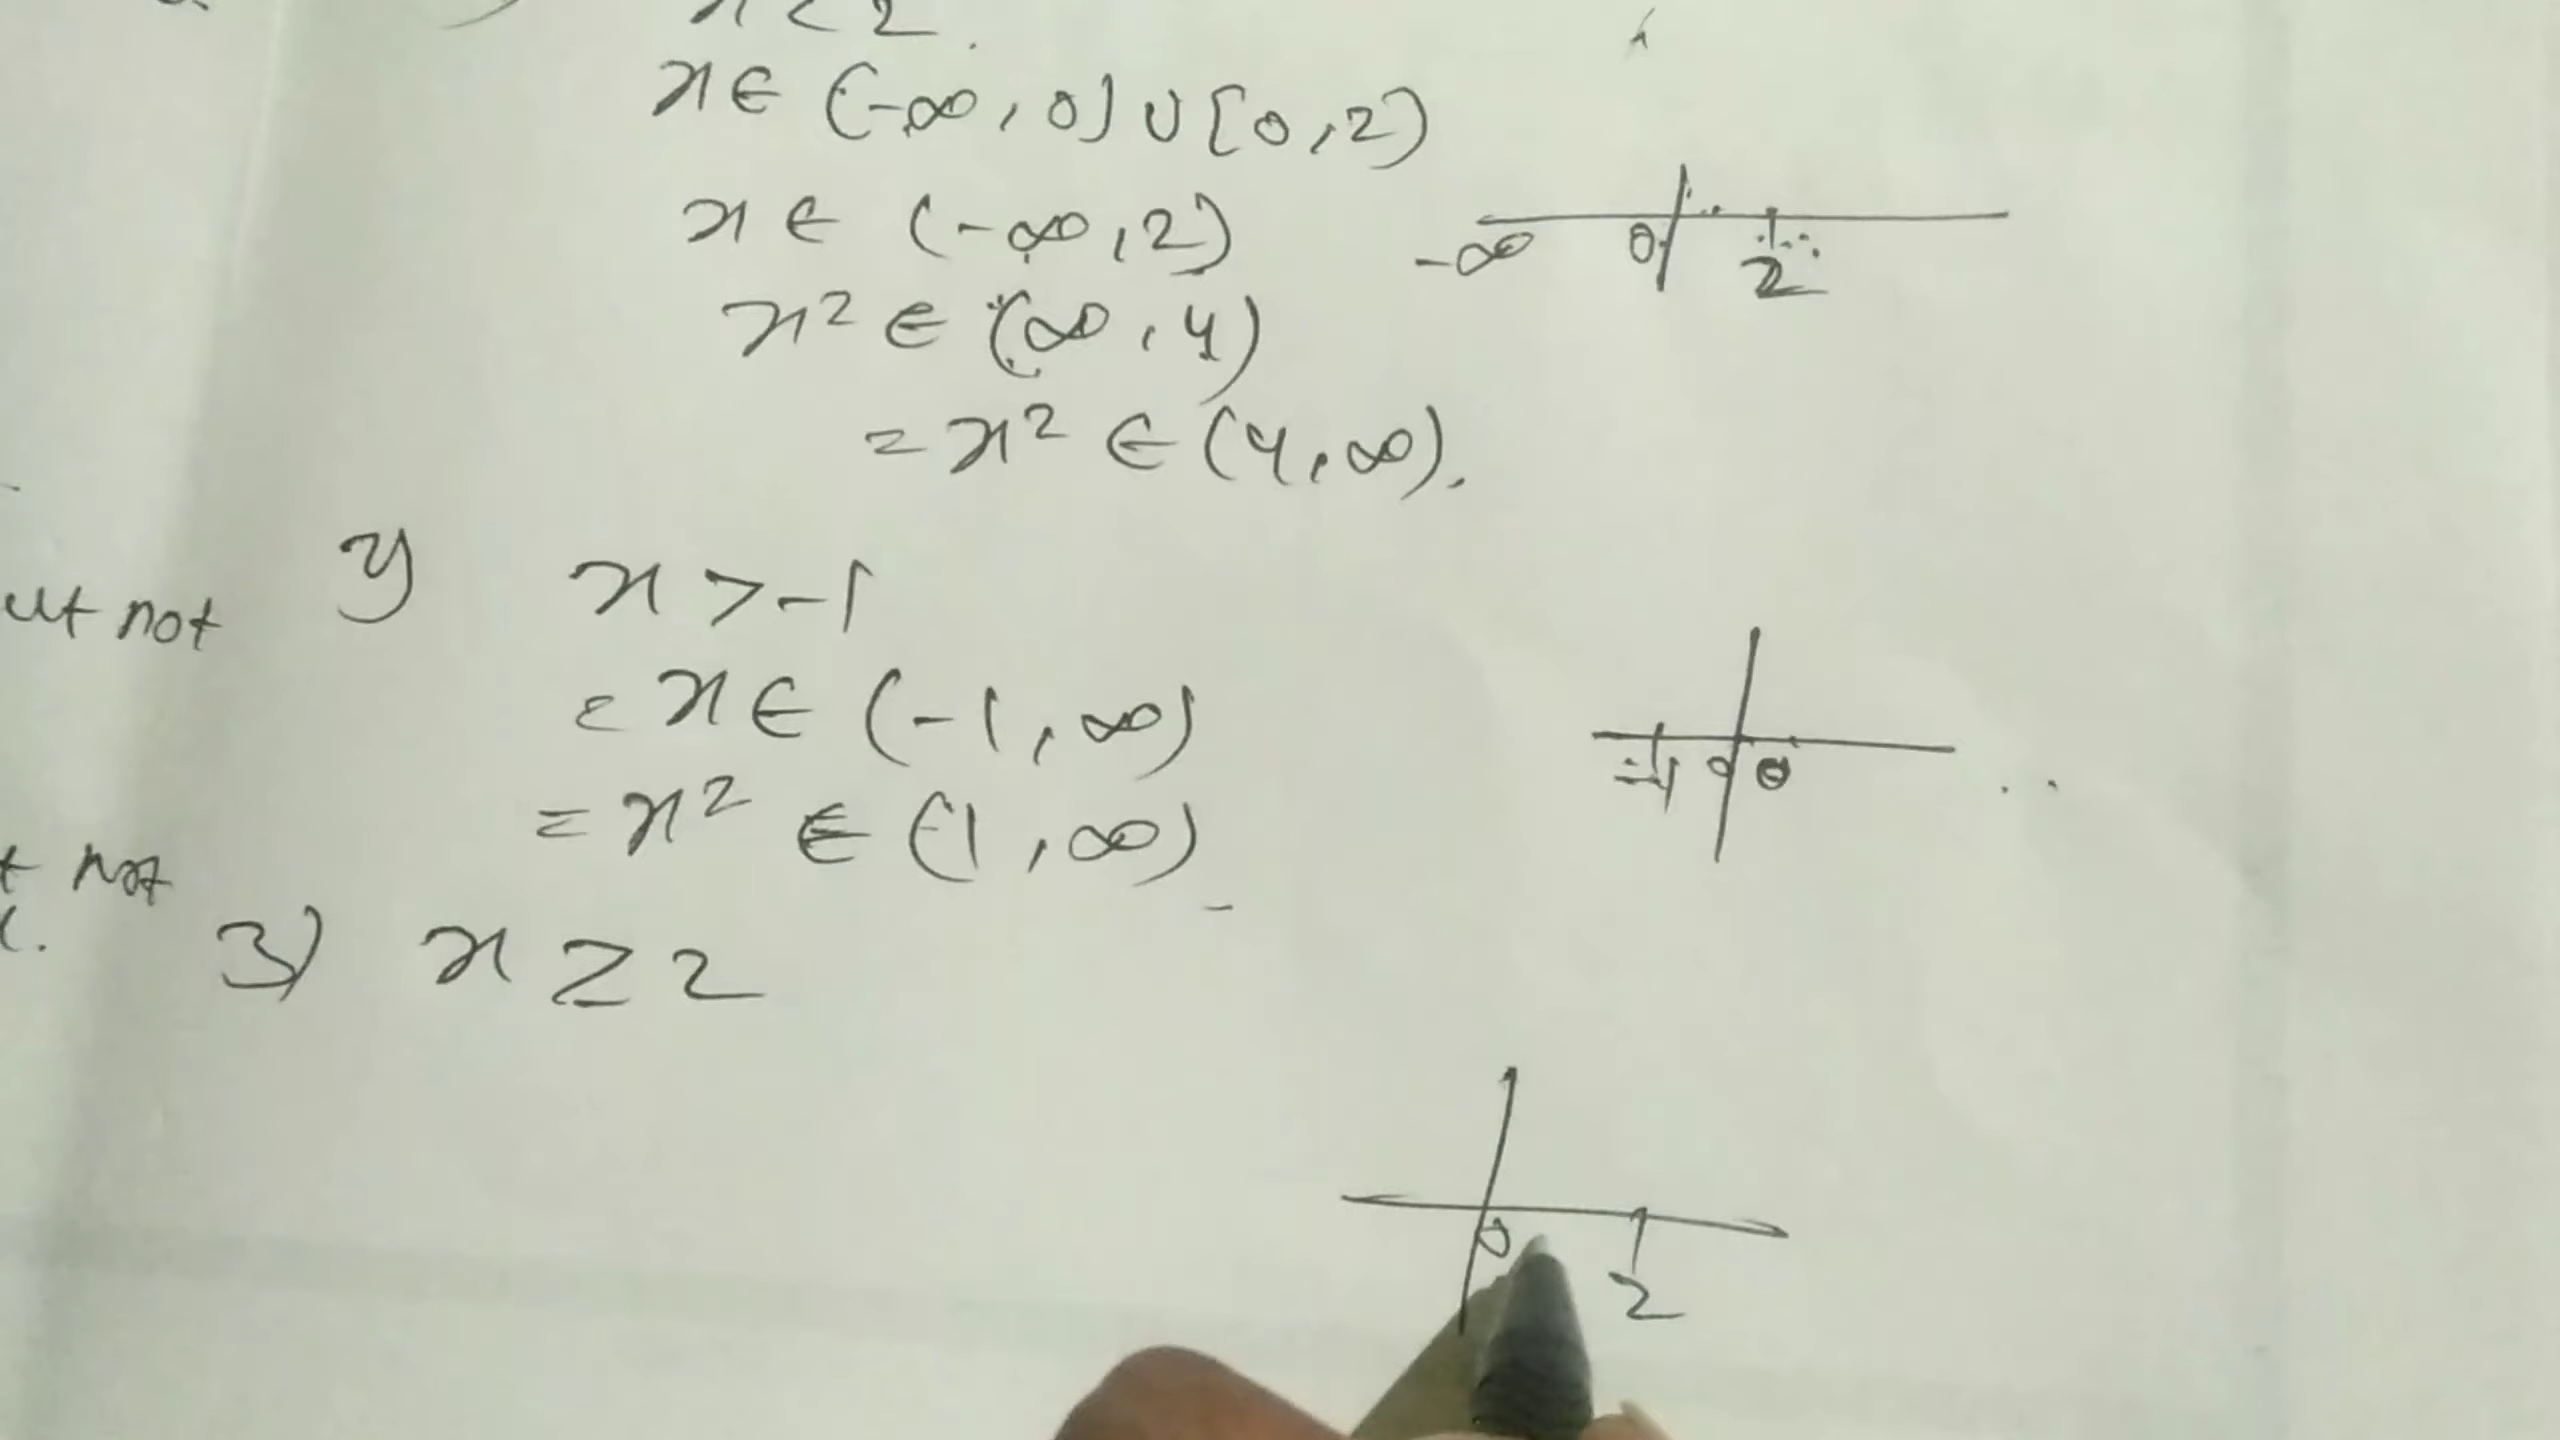 x < 2.
x ∈ (-∞, 0] ∪ [0, 2)
x ∈ (-∞, 2)
-∞ 0 2
x² ∈ (∞, 4)
= x² ∈ (4, ∞).
2) x > -1
ut not
= x ∈ (-1, ∞)
-1 0
= x² ∈ (1, ∞)
t not
3) x ≥ 2
0 2